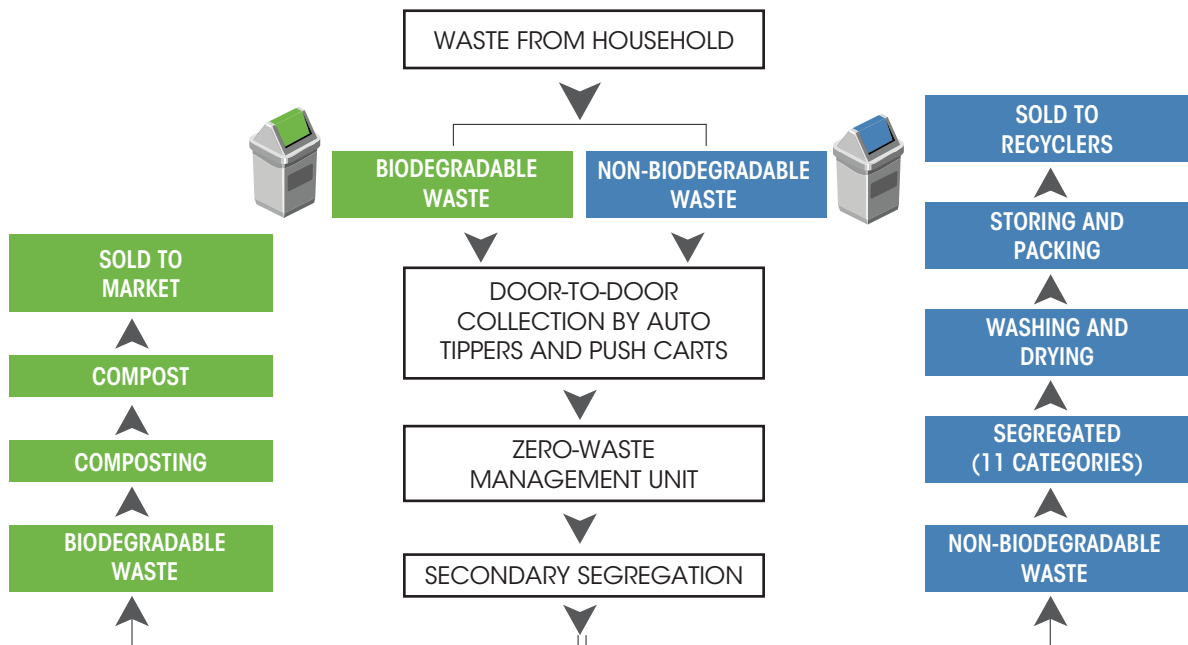 WASTE FROM HOUSEHOLD
BIODEGRADABLE
WASTE
NON-BIODEGRADABLE
WASTE
DOOR-TO-DOOR
COLLECTION BY AUTO
TIPPERS AND PUSH CARTS
ZERO-WASTE
MANAGEMENT UNIT
SECONDARY SEGREGATION
SOLD TO
MARKET
COMPOST
COMPOSTING
BIODEGRADABLE
WASTE
SOLD TO
RECYCLERS
STORING AND
PACKING
WASHING AND
DRYING
SEGREGATED
(11 CATEGORIES)
NON-BIODEGRADABLE
WASTE